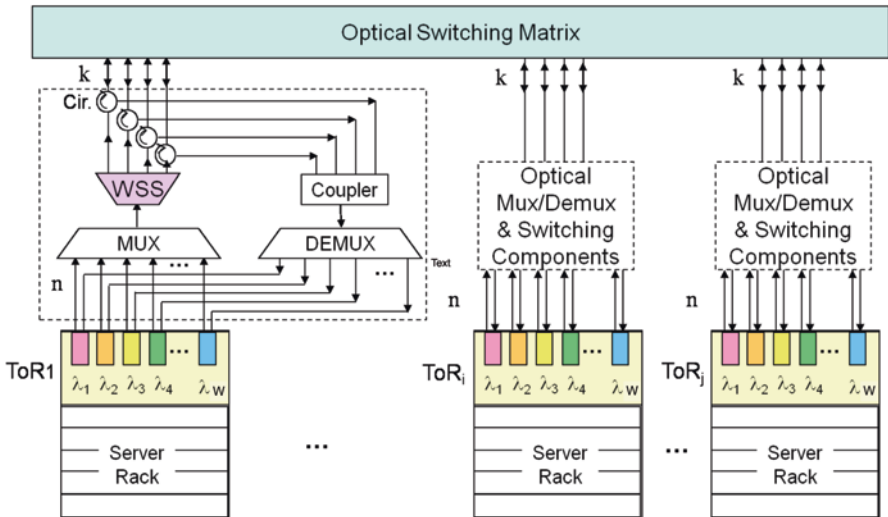 Optical Switching Matrix
k
k
k
Cir.
WSS
Coupler
MUX
DEMUX
...
...
Text
n
Optical
Mux/Demux
& Switching
Components
n
Optical
Mux/Demux
& Switching
Components
n
ToR1
λ1 λ2 λ3 λ4 ... λW
Server
Rack
...
ToRi
λ1 λ2 λ3 λ4 ... λW
Server
Rack
...
ToRj
λ1 λ2 λ3 λ4 ... λW
Server
Rack